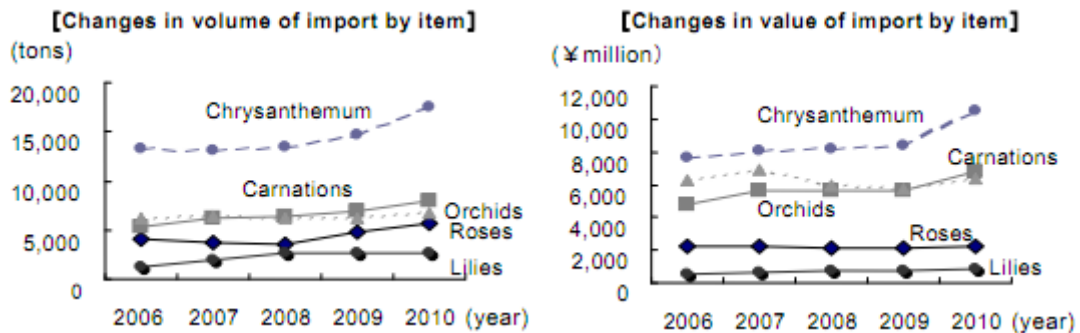 [Changes in volume of import by item]
(tons)
20,000
15,000
10,000
5,000
0
Chrysanthemum
Carnations
Orchids
Roses
Lilies
2006 2007 2008 2009 2010 (year)
[Changes in value of import by item]
(¥million)
12,000
10,000
8,000
6,000
4,000
2,000
0
Chrysanthemum
Carnations
Orchids
Roses
Lilies
2006 2007 2008 2009 2010 (year)